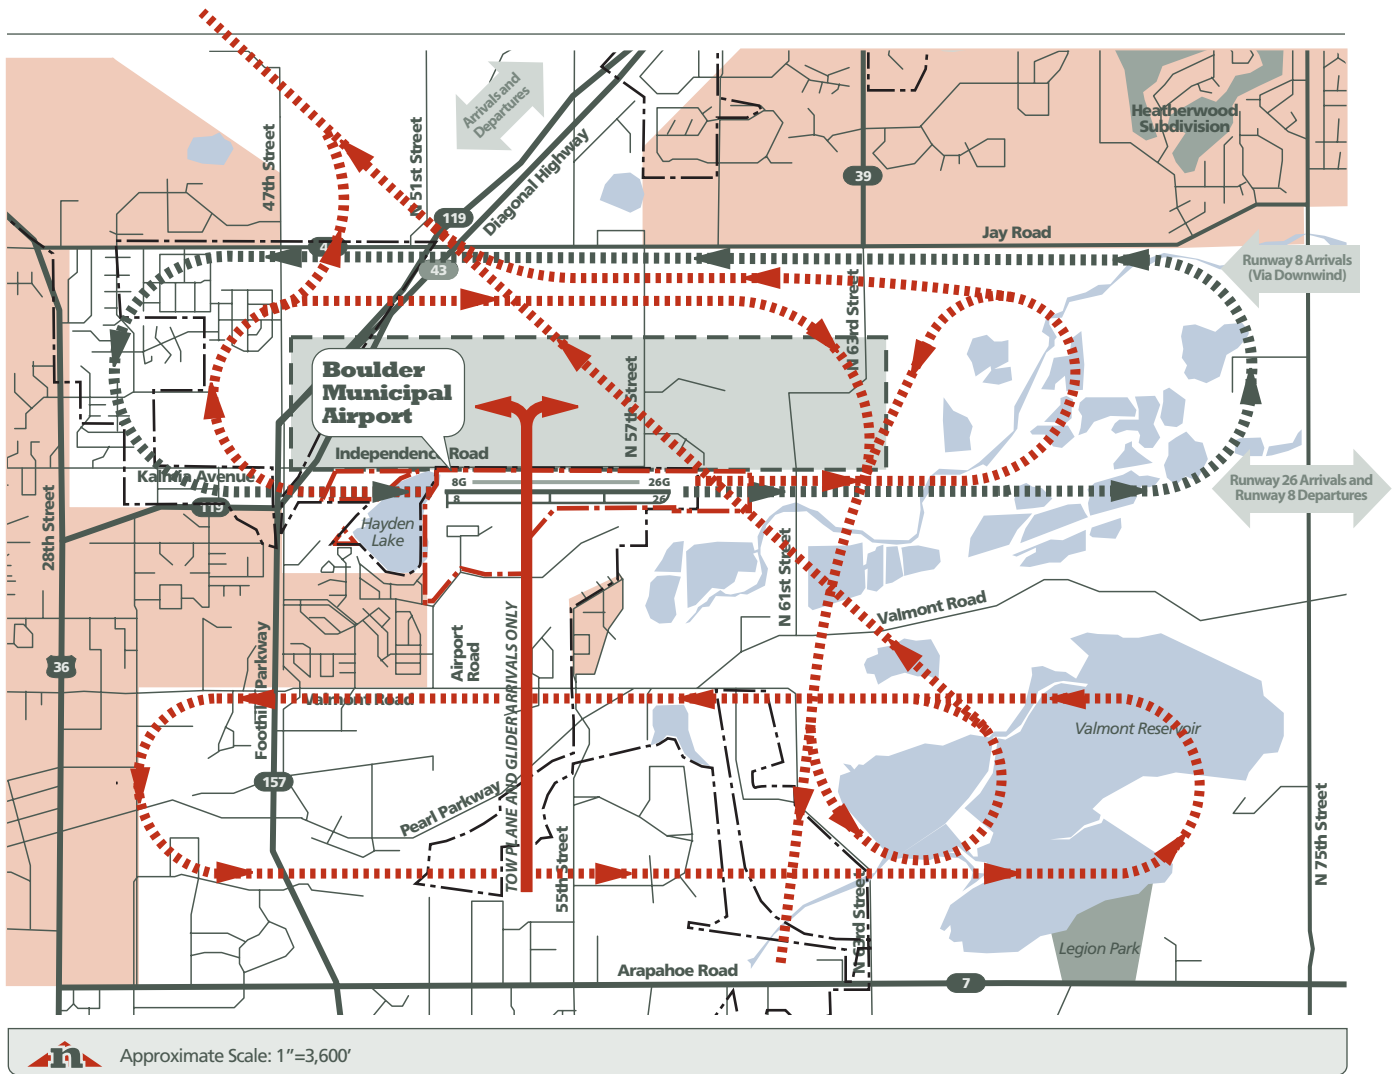 Arrivals and
Departures
Heatherwood
Subdivision
47th Street
N 51st Street
Diagonal Highway
119
39
Jay Road
43
Runway 8 Arrivals
(Via Downwind)
N 63rd Street
Boulder
Municipal
Airport
N 57th Street
Independence Road
Kalmia Avenue
8G
26G
8
26
119
28th Street
Hayden
Lake
Runway 26 Arrivals and
Runway 8 Departures
N 61st Street
Valmont Road
36
Foothills Parkway
Airport
Road
TOW PLANE AND GLIDER ARRIVALS ONLY
Valmont Road
Valmont Reservoir
157
Pearl Parkway
55th Street
N 75th Street
N 63rd Street
Legion Park
Arapahoe Road
7
n
Approximate Scale: 1”=3,600’